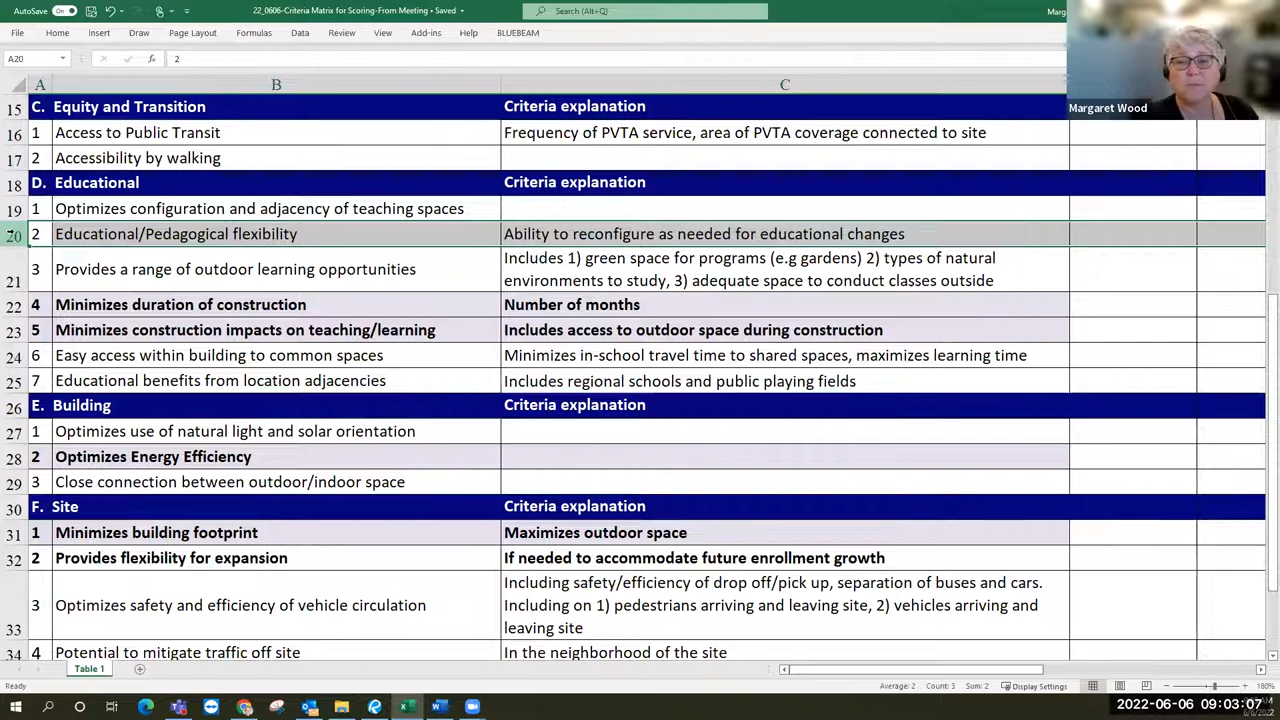 AutoSave On 22_0606-Criteria Matrix for Scoring-From Meeting • Saved Search (Alt+Q) Marg
File Home Insert Draw Page Layout Formulas Data Review View Add-ins Help BLUEBEAM
A20 fx 2
A B C
Margaret Wood
15 C. Equity and Transition Criteria explanation
16 1 Access to Public Transit Frequency of PVTA service, area of PVTA coverage connected to site
17 2 Accessibility by walking
18 D. Educational Criteria explanation
19 1 Optimizes configuration and adjacency of teaching spaces
20 2 Educational/Pedagogical flexibility Ability to reconfigure as needed for educational changes
21 3 Provides a range of outdoor learning opportunities Includes 1) green space for programs (e.g gardens) 2) types of natural
environments to study, 3) adequate space to conduct classes outside
22 4 Minimizes duration of construction Number of months
23 5 Minimizes construction impacts on teaching/learning Includes access to outdoor space during construction
24 6 Easy access within building to common spaces Minimizes in-school travel time to shared spaces, maximizes learning time
25 7 Educational benefits from location adjacencies Includes regional schools and public playing fields
26 E. Building Criteria explanation
27 1 Optimizes use of natural light and solar orientation
28 2 Optimizes Energy Efficiency
29 3 Close connection between outdoor/indoor space
30 F. Site Criteria explanation
31 1 Minimizes building footprint Maximizes outdoor space
32 2 Provides flexibility for expansion If needed to accommodate future enrollment growth
33 3 Optimizes safety and efficiency of vehicle circulation Including safety/efficiency of drop off/pick up, separation of buses and cars.
Including on 1) pedestrians arriving and leaving site, 2) vehicles arriving and
leaving site
34 4 Potential to mitigate traffic off site In the neighborhood of the site
Table 1
Ready Average: 2 Count: 3 Sum: 2 Display Settings 180%
2022-06-06 09:03:07